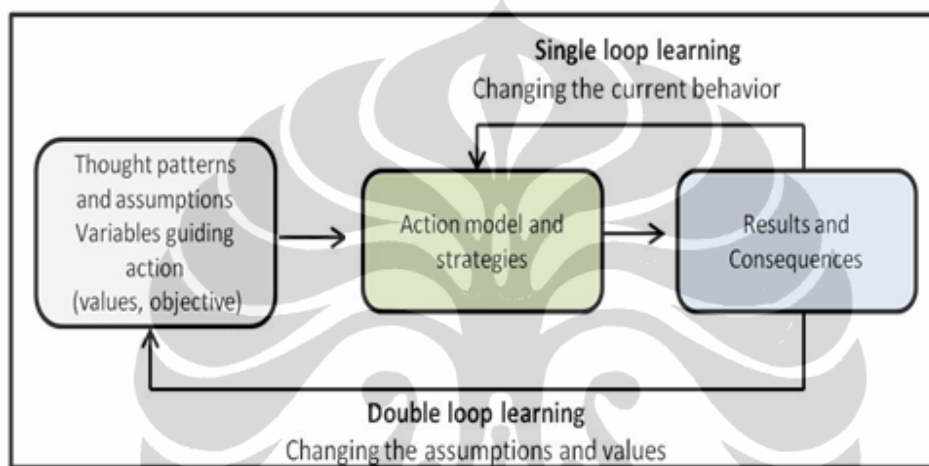 Single loop learning
Changing the current behavior
Thought patterns
and assumptions
Variables guiding
action
(values, objective)
Action model and
strategies
Results and
Consequences
Double loop learning
Changing the assumptions and values